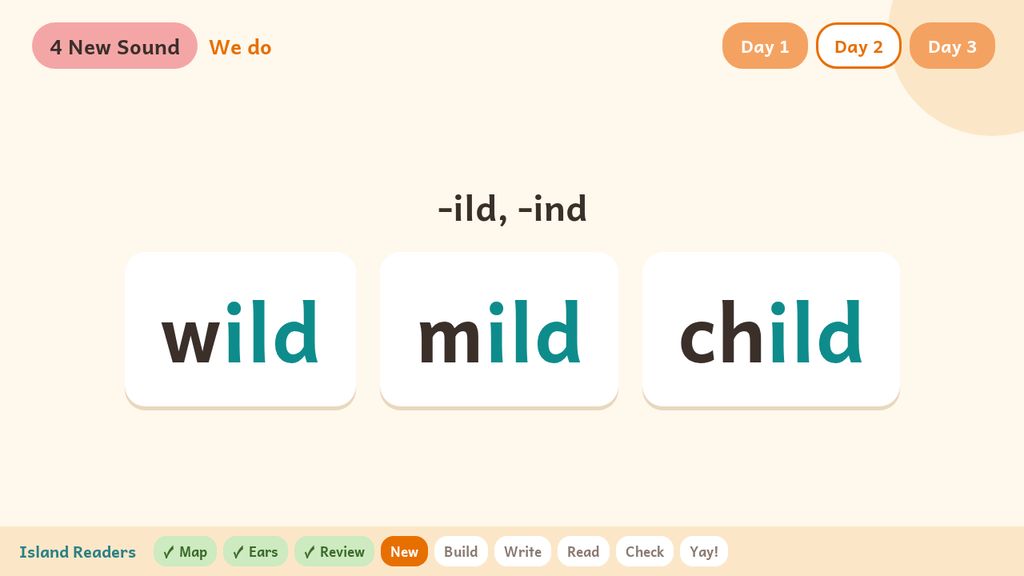 4 New Sound We do Day 1 Day 2 Day 3
-ild, -ind
wild mild child
Island Readers ✓ Map ✓ Ears ✓ Review New Build Write Read Check Yay!